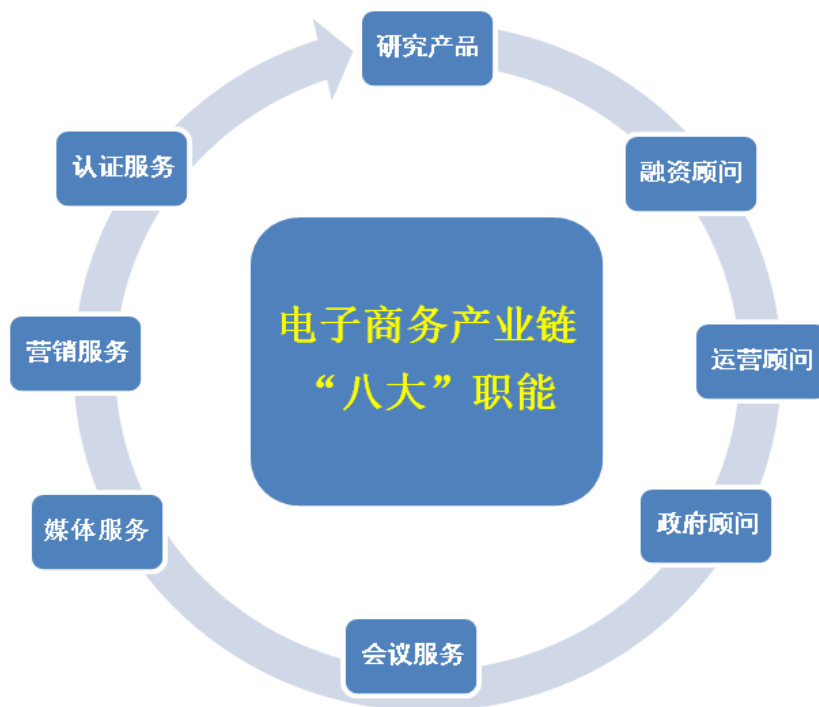 研究产品
融资顾问
运营顾问
政府顾问
会议服务
媒体服务
营销服务
认证服务
电子商务产业链
“八大”职能